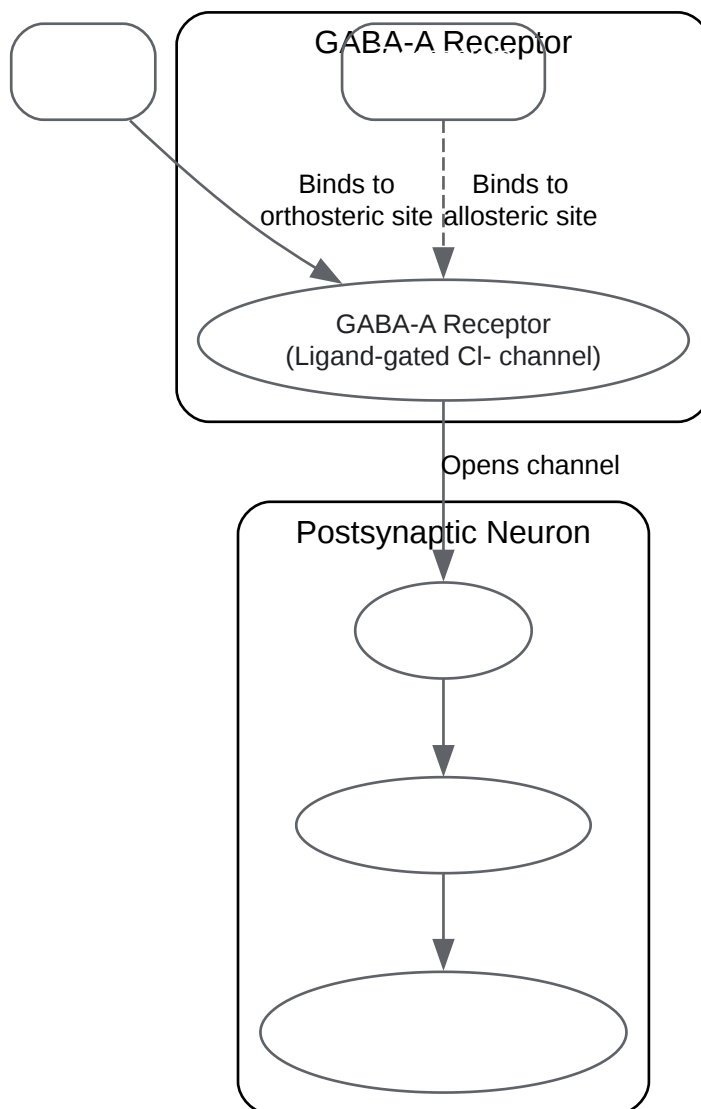 GABA-A Receptor
Binds to
orthosteric site
Binds to
allosteric site
GABA-A Receptor
(Ligand-gated Cl- channel)
Opens channel
Postsynaptic Neuron